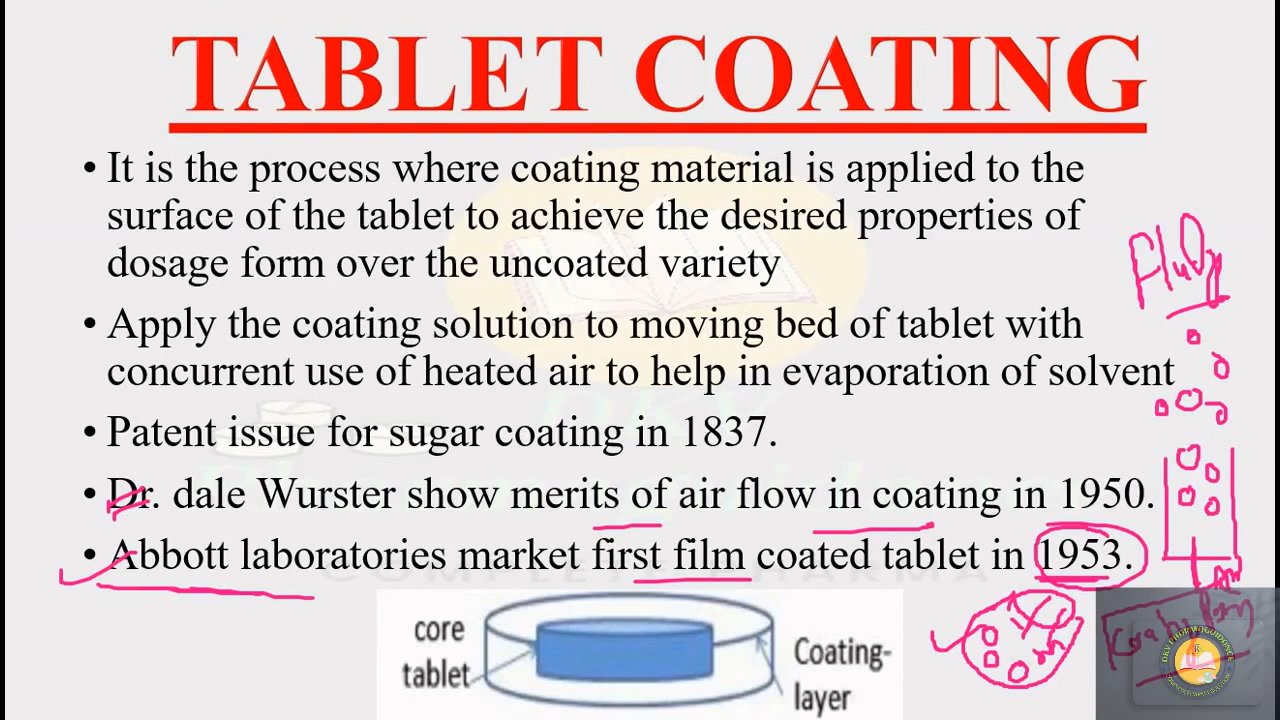 TABLET COATING
• It is the process where coating material is applied to the
surface of the tablet to achieve the desired properties of
dosage form over the uncoated variety
• Apply the coating solution to moving bed of tablet with
concurrent use of heated air to help in evaporation of solvent
• Patent issue for sugar coating in 1837.
• Dr. dale Wurster show merits of air flow in coating in 1950.
• Abbott laboratories market first film coated tablet in 1953.
core
tablet
Coating-
layer
DKV PHARMAGUIDANCE